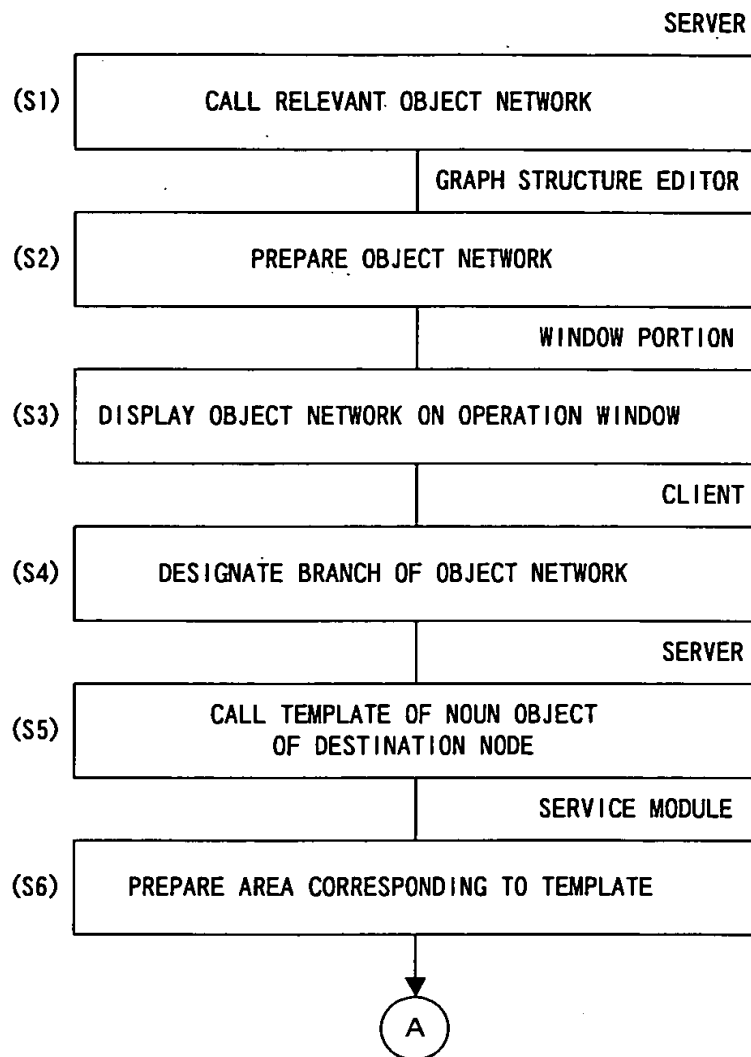 SERVER
(S1) CALL RELEVANT OBJECT NETWORK
GRAPH STRUCTURE EDITOR
(S2) PREPARE OBJECT NETWORK
WINDOW PORTION
(S3) DISPLAY OBJECT NETWORK ON OPERATION WINDOW
CLIENT
(S4) DESIGNATE BRANCH OF OBJECT NETWORK
SERVER
(S5) CALL TEMPLATE OF NOUN OBJECT
OF DESTINATION NODE
SERVICE MODULE
(S6) PREPARE AREA CORRESPONDING TO TEMPLATE
A